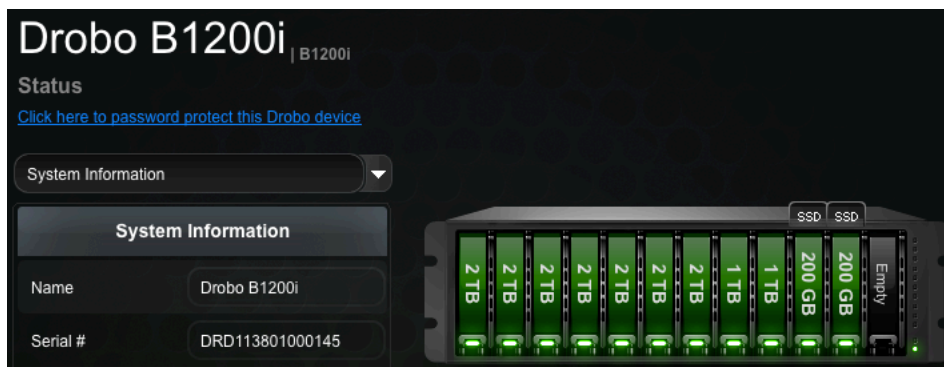 Drobo B1200i | B1200i
Status
Click here to password protect this Drobo device
System Information
System Information
Name Drobo B1200i
Serial # DRD113801000145
SSD SSD
2 TB 2 TB 2 TB 2 TB 2 TB 2 TB 2 TB 1 TB 1 TB 200 GB 200 GB Empty